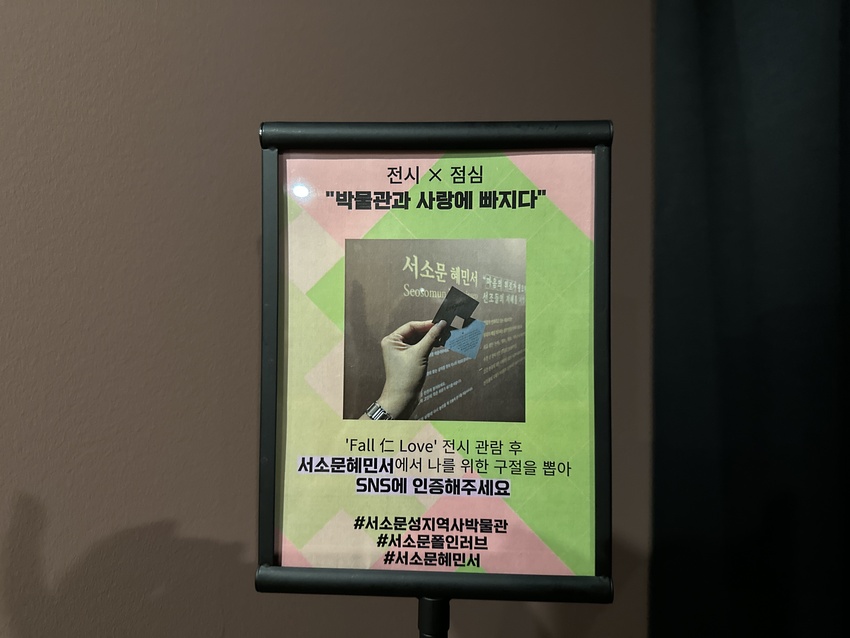 전시 × 점심
"박물관과 사랑에 빠지다"
서소문 혜민서
Seosomun
'Fall 仁 Love' 전시 관람 후
서소문혜민서에서 나를 위한 구절을 뽑아
SNS에 인증해주세요
#서소문성지역사박물관
#서소문폴인러브
#서소문혜민서